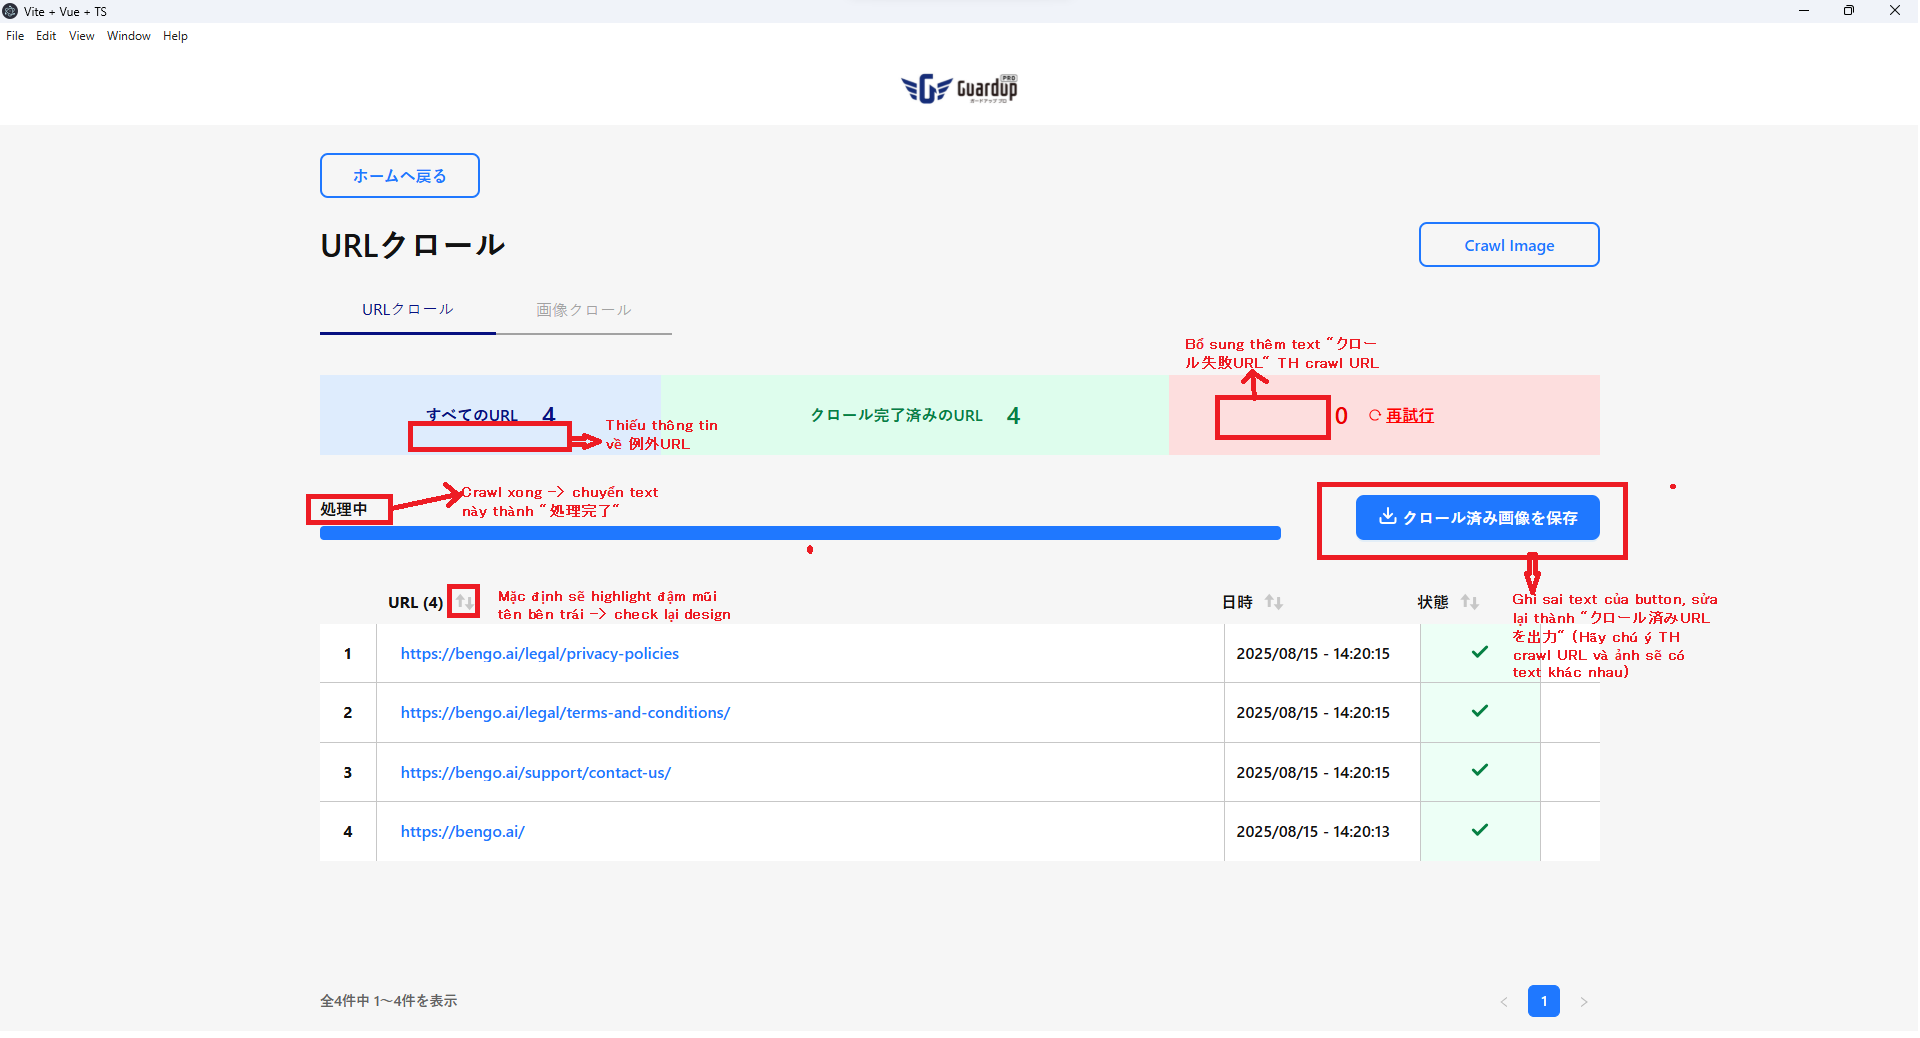 Vite + Vue + TS
File Edit View Window Help
Guardup PRO
ガードアップ プロ
ホームへ戻る
URLクロール
Crawl Image
URLクロール
画像クロール
Bổ sung thêm text "クロー
ル失敗URL" TH crawl URL
すべてのURL 4
クロール完了済みのURL 4
0 再試行
Thiếu thông tin
về 例外URL
処理中
Crawl xong -> chuyển text
này thành "処理完了"
クロール済み画像を保存
URL (4)
Mặc định sẽ highlight đậm mũi
tên bên trái -> check lại design
日時
状態
Ghi sai text của button, sửa
lại thành "クロール済みURL
を出力" (Hãy chú ý TH
crawl URL và ảnh sẽ có
text khác nhau)
1 https://bengo.ai/legal/privacy-policies 2025/08/15 - 14:20:15
2 https://bengo.ai/legal/terms-and-conditions/ 2025/08/15 - 14:20:15
3 https://bengo.ai/support/contact-us/ 2025/08/15 - 14:20:15
4 https://bengo.ai/ 2025/08/15 - 14:20:13
全4件中 1～4件を表示
< 1 >